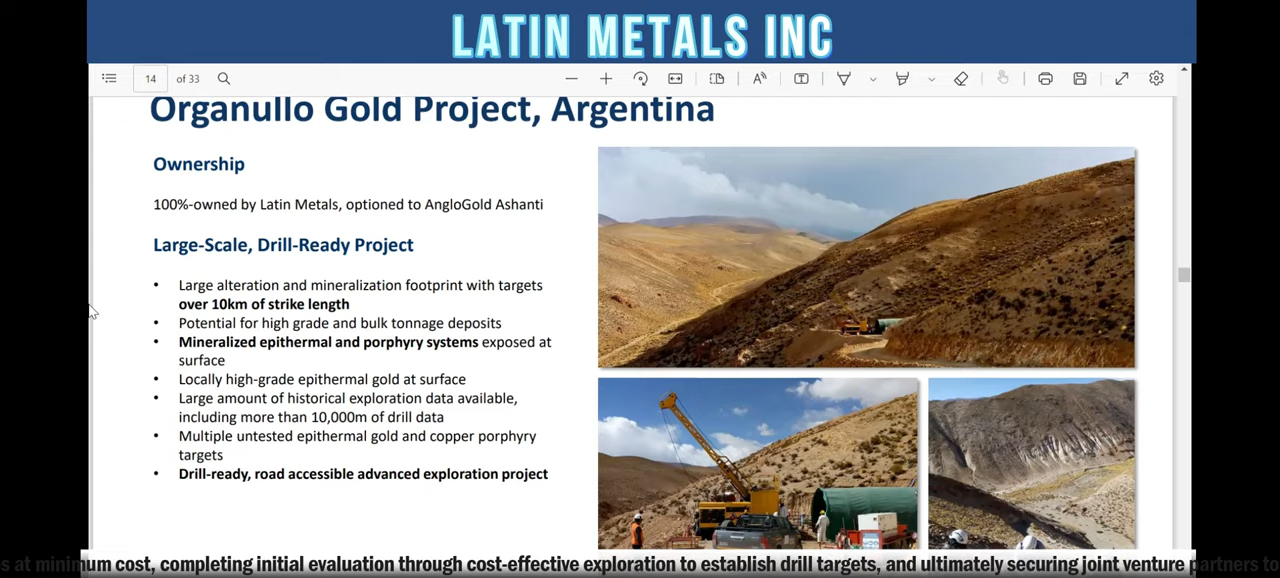 LATIN METALS INC
14 of 33
Organullo Gold Project, Argentina
Ownership
100%-owned by Latin Metals, optioned to AngloGold Ashanti
Large-Scale, Drill-Ready Project
• Large alteration and mineralization footprint with targets
over 10km of strike length
• Potential for high grade and bulk tonnage deposits
• Mineralized epithermal and porphyry systems exposed at
surface
• Locally high-grade epithermal gold at surface
• Large amount of historical exploration data available,
including more than 10,000m of drill data
• Multiple untested epithermal gold and copper porphyry
targets
• Drill-ready, road accessible advanced exploration project
s at minimum cost, completing initial evaluation through cost-effective exploration to establish drill targets, and ultimately securing joint venture partners to